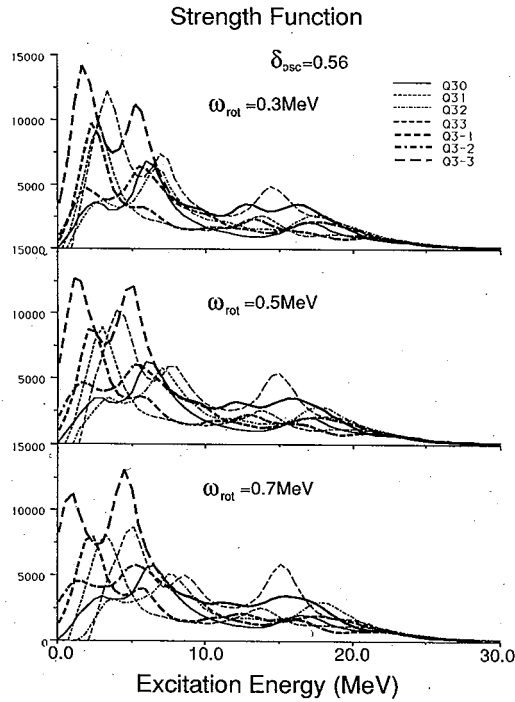 Strength Function
δosc=0.56
ωrot =0.3MeV
Q30
Q31
Q32
Q33
Q3-1
Q3-2
Q3-3
15000
10000
5000
15000
ωrot =0.5MeV
10000
5000
15000
ωrot =0.7MeV
10000
5000
0
0.0
10.0
20.0
30.0
Excitation Energy (MeV)